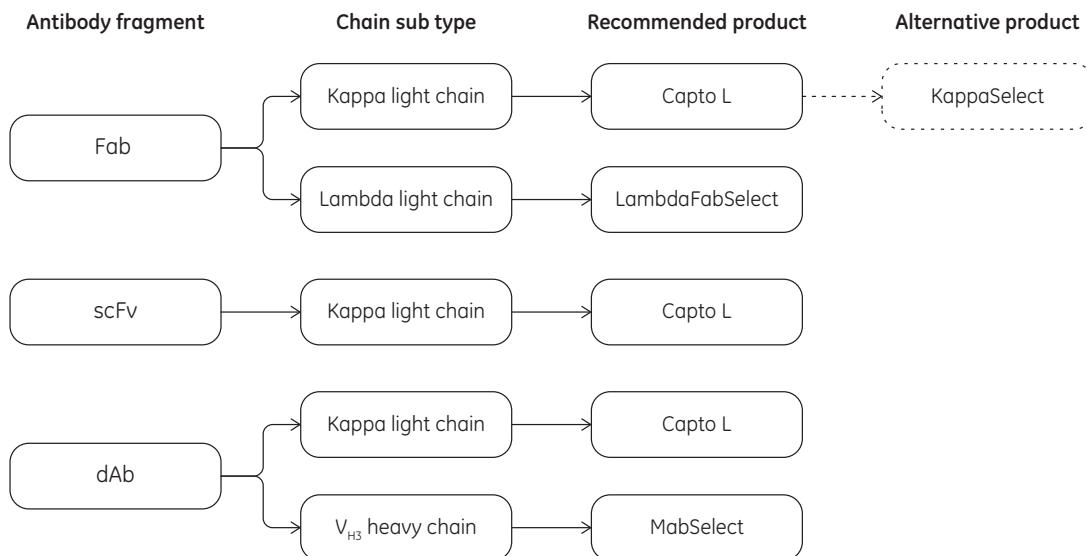 Antibody fragment Chain sub type Recommended product Alternative product
Kappa light chain Capto L KappaSelect
Fab
Lambda light chain LambdaFabSelect
scFv Kappa light chain Capto L
Kappa light chain Capto L
dAb
VH3 heavy chain MabSelect